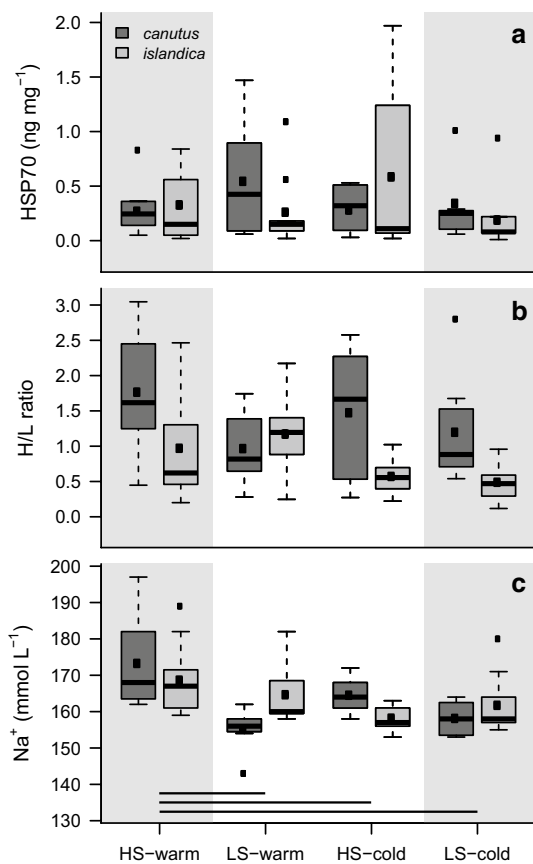 canutus
islandica
a
HSP70 (ng mg⁻¹)
2.0
1.5
1.0
0.5
0.0
b
H/L ratio
3.0
2.5
2.0
1.5
1.0
0.5
0.0
c
Na⁺ (mmol L⁻¹)
200
190
180
170
160
150
140
130
HS−warm LS−warm HS−cold LS−cold